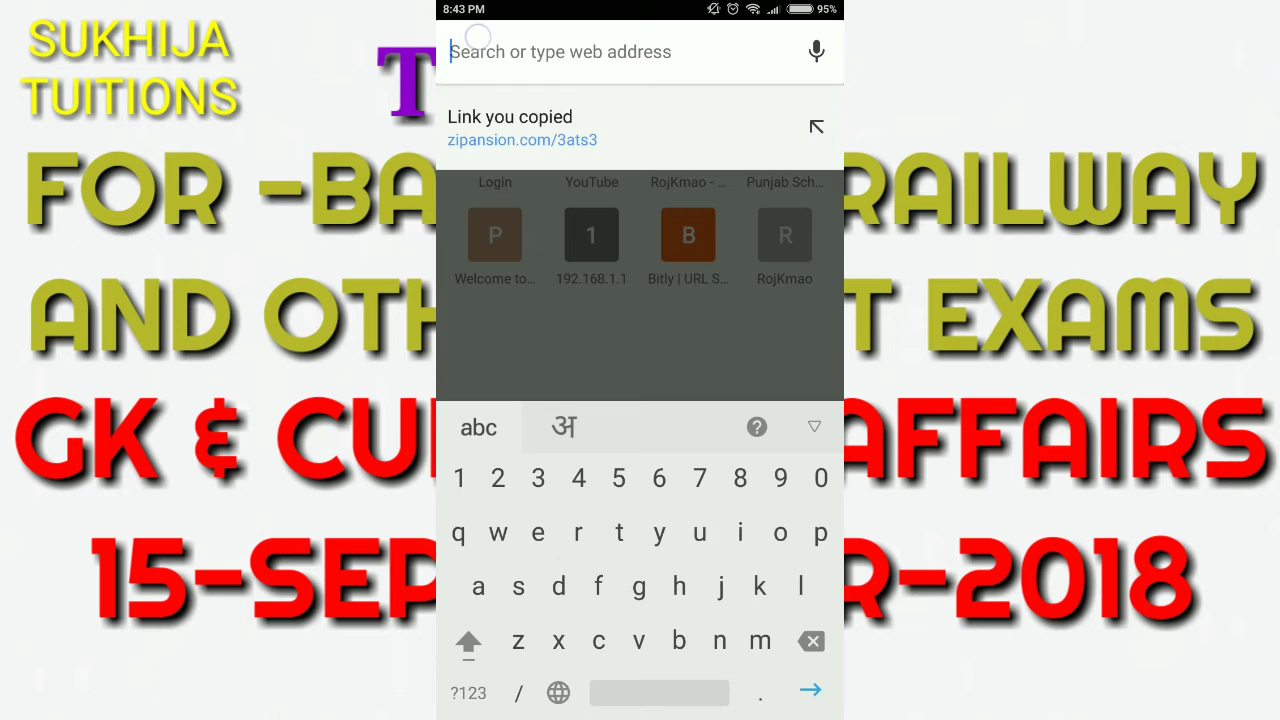 SUKHIJA
TUITIONS
T
FOR -BA RAILWAY
AND OTH T EXAMS
GK & CU AFFAIRS
15-SEP R-2018
8:43 PM
95%
Search or type web address
Link you copied
zipansion.com/3ats3
Login YouTube RojKmao - ... Punjab Sch...
P 1 B R
Welcome to... 192.168.1.1 Bitly | URL S... RojKmao
abc अ ?
1 2 3 4 5 6 7 8 9 0
q w e r t y u i o p
a s d f g h j k l
z x c v b n m
?123 / .